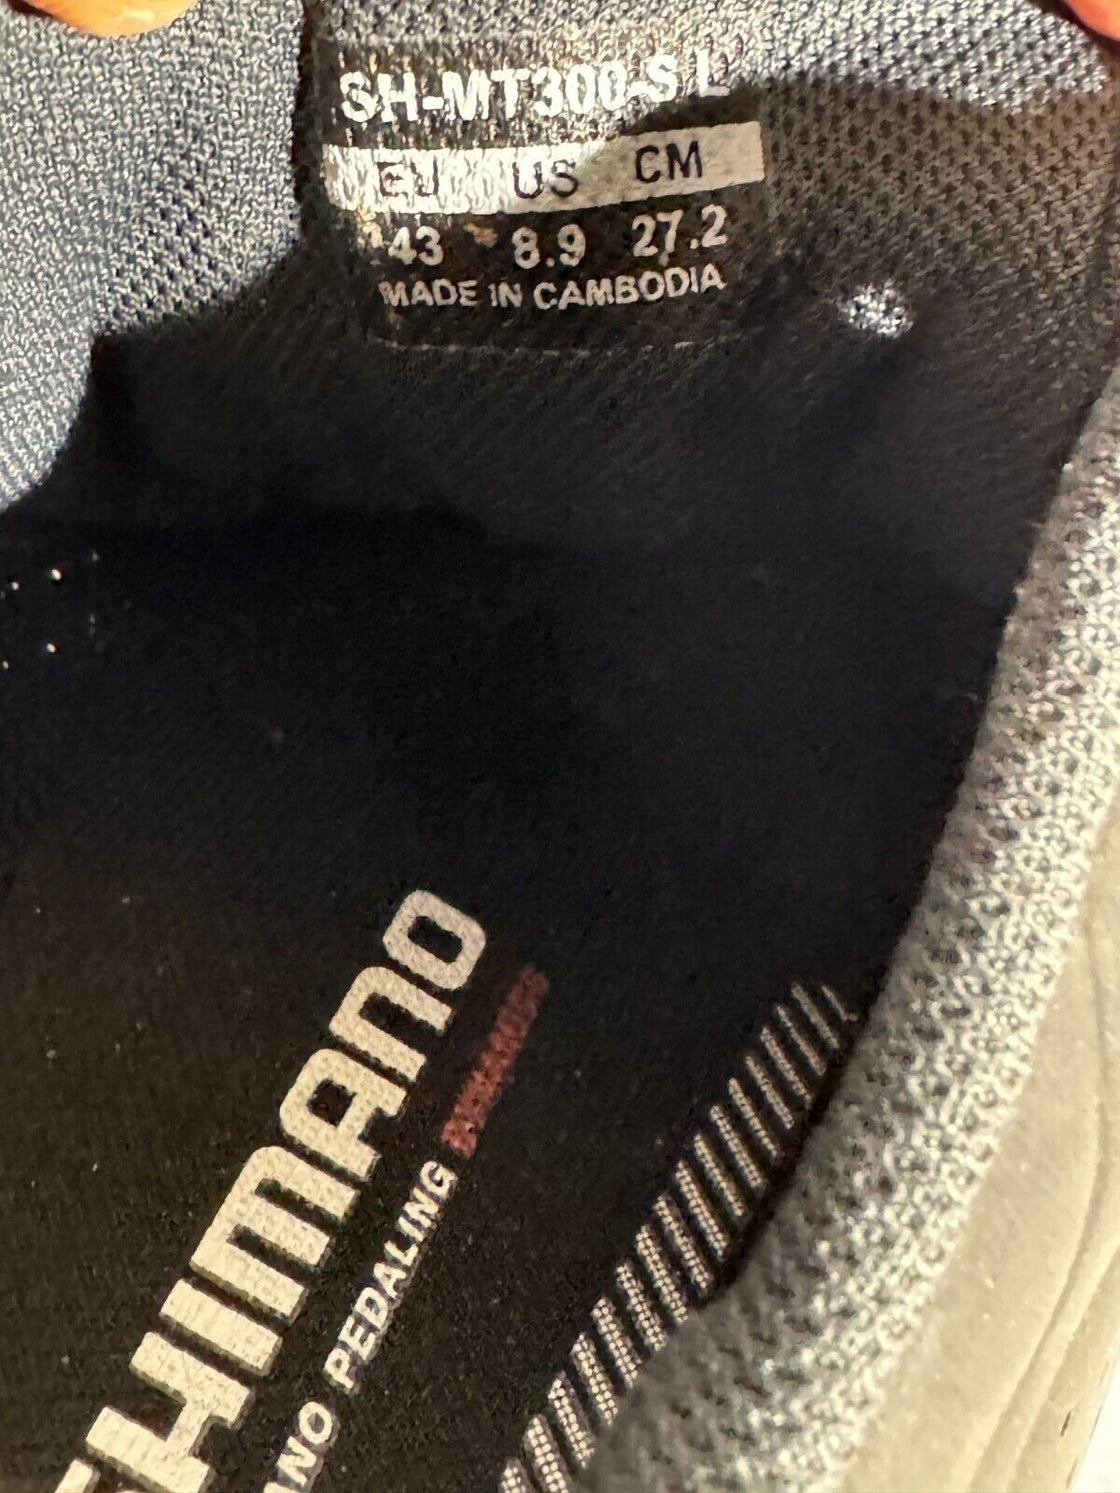 SH-MT300-S L
EU US CM
43 8.9 27.2
MADE IN CAMBODIA
SHIMANO
PEDALING